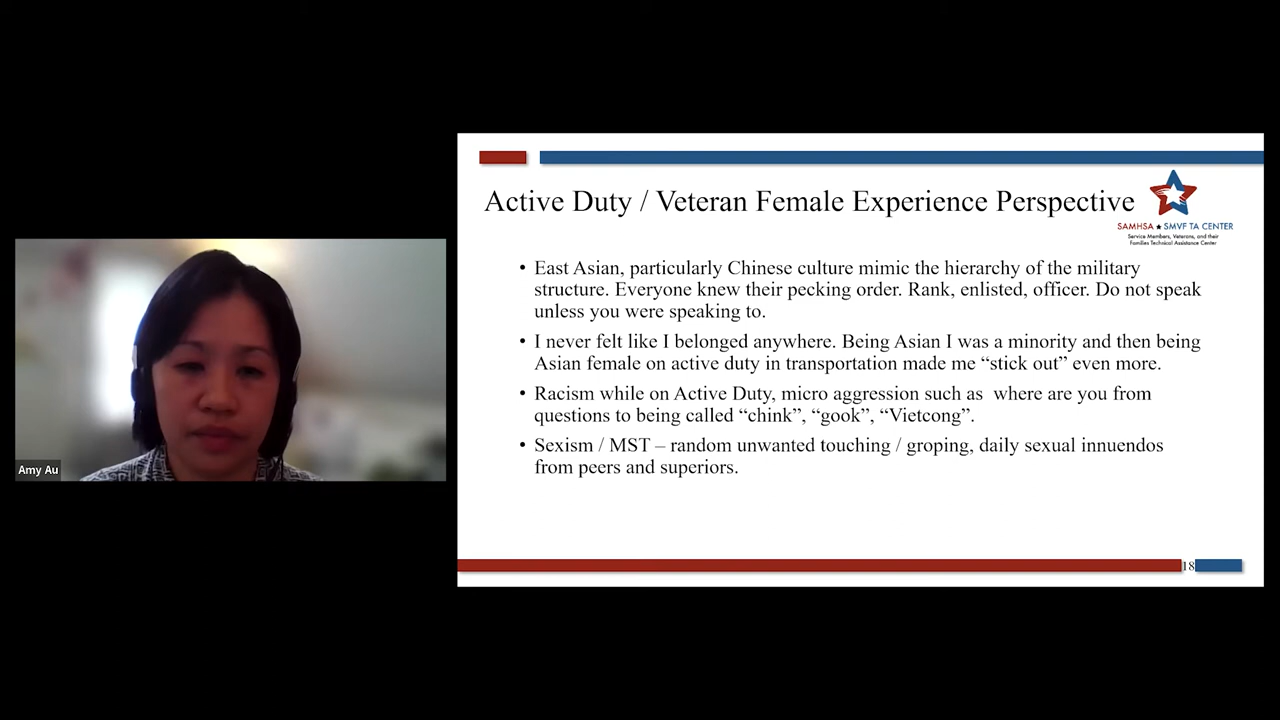 Active Duty / Veteran Female Experience Perspective
SAMHSA ★ SMVF TA CENTER
Service Members, Veterans, and their
Families Technical Assistance Center
• East Asian, particularly Chinese culture mimic the hierarchy of the military
structure. Everyone knew their pecking order. Rank, enlisted, officer. Do not speak
unless you were speaking to.
• I never felt like I belonged anywhere. Being Asian I was a minority and then being
Asian female on active duty in transportation made me “stick out” even more.
• Racism while on Active Duty, micro aggression such as  where are you from
questions to being called “chink”, “gook”, “Vietcong”.
• Sexism / MST – random unwanted touching / groping, daily sexual innuendos
from peers and superiors.
Amy Au
18